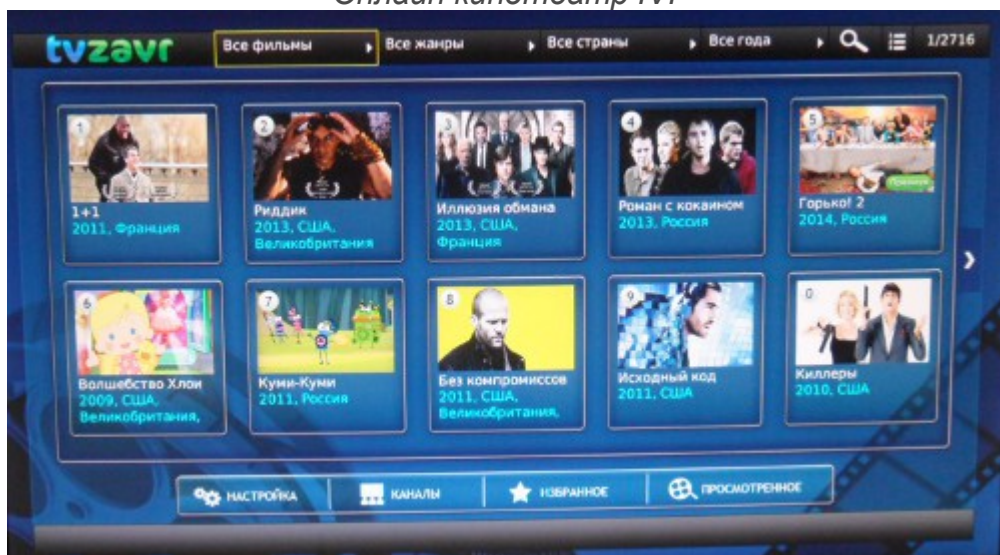 tvzavr
Все фильмы
Все жанры
Все страны
Все года
1/2716
1
1+1
2011, Франция
2
Риддик
2013, США,
Великобритания
3
Иллюзия обмана
2013, США,
Франция
4
Роман с кокаином
2013, Россия
5
Горько! 2
2014, Россия
6
Волшебство Хлои
2009, США,
Великобритания,
7
Куми-Куми
2011, Россия
8
Без компромиссов
2011, США,
Великобритания,
9
Исходный код
2011, США
0
Киллеры
2010, США
НАСТРОЙКА
КАНАЛЫ
ИЗБРАННОЕ
ПРОСМОТРЕННОЕ